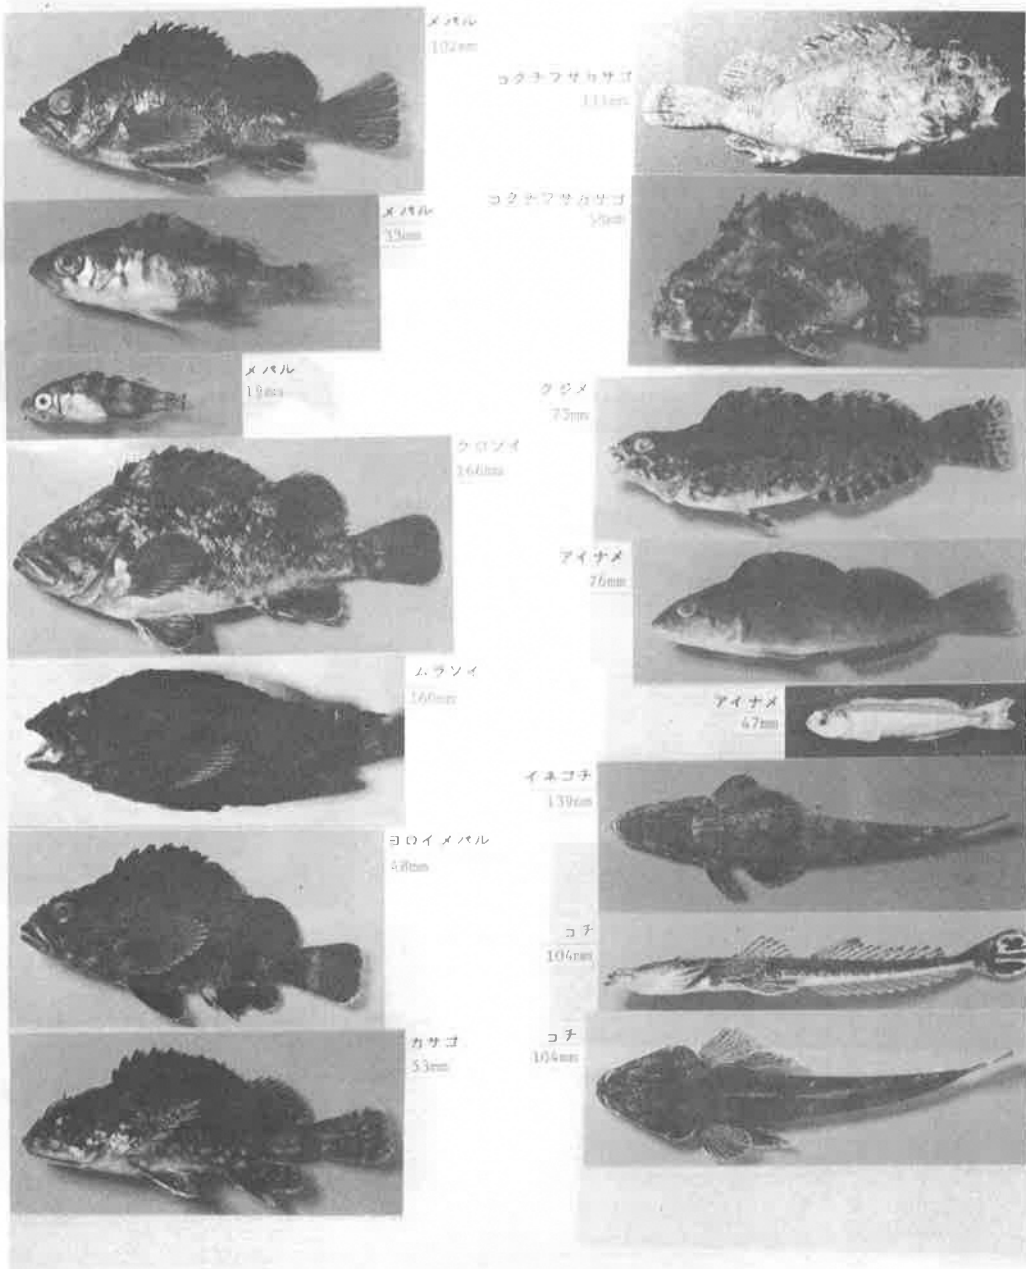 メバル
102mm
メバル
33mm
メバル
19mm
クロソイ
166mm
ムラソイ
160mm
ヨロイメバル
48mm
カサゴ
53mm
コクチフサカサゴ
111mm
コクチフサカサゴ
クジメ
75mm
アイナメ
76mm
アイナメ
47mm
イネゴチ
139mm
コチ
104mm
コチ
104mm